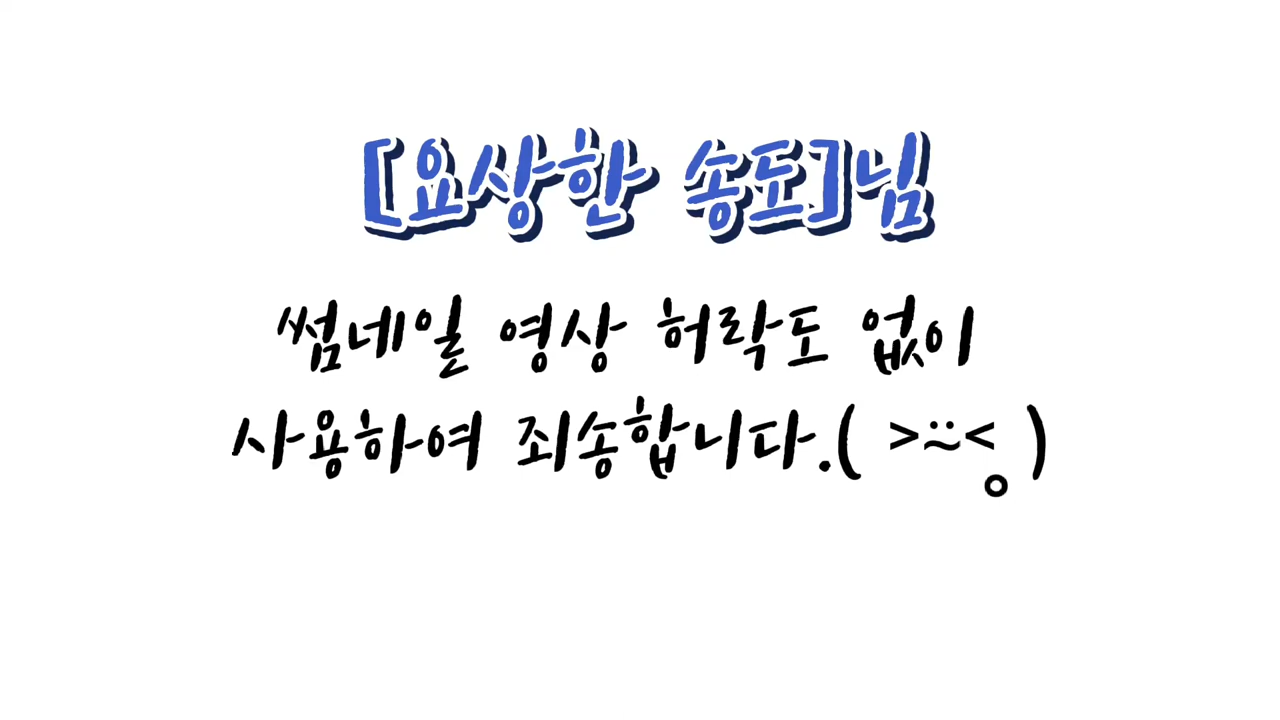 [요상한 송도]님
썸네일 영상 허락도 없이
사용하여 죄송합니다.( >~̈<。)